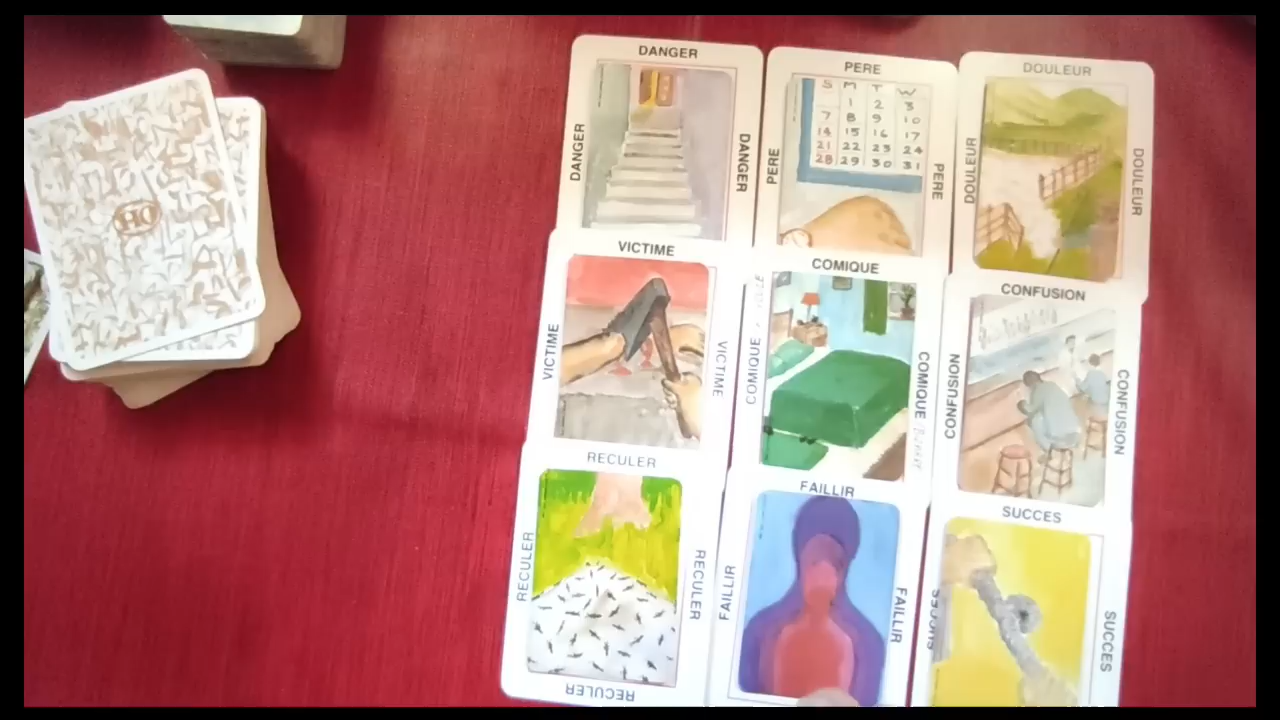 DANGER
DANGER
DANGER
PERE
PERE
PERE
S M T W
1 2 3
7 8 9 10
14 15 16 17
21 22 23 24
28 29 30 31
DOULEUR
DOULEUR
DOULEUR
VICTIME
VICTIME
VICTIME
COMIQUE
COMIQUE
COMIQUE
CONFUSION
CONFUSION
CONFUSION
RECULER
RECULER
RECULER
RECULER
FAILLIR
FAILLIR
FAILLIR
SUCCES
SUCCES
SUCCES